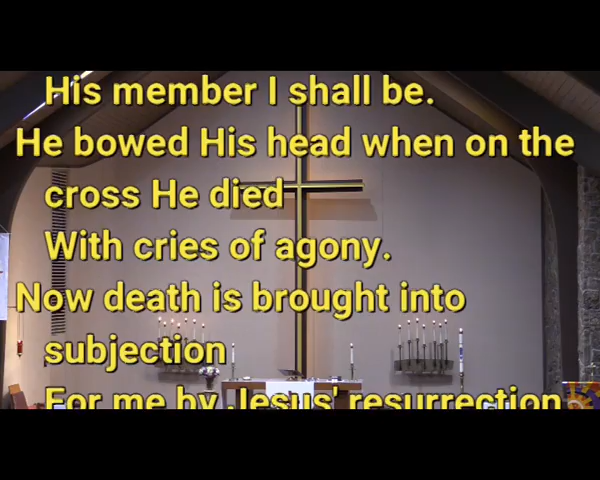 His member I shall be.
He bowed His head when on the
cross He died
With cries of agony.
Now death is brought into
subjection
For me by Jesus' resurrection